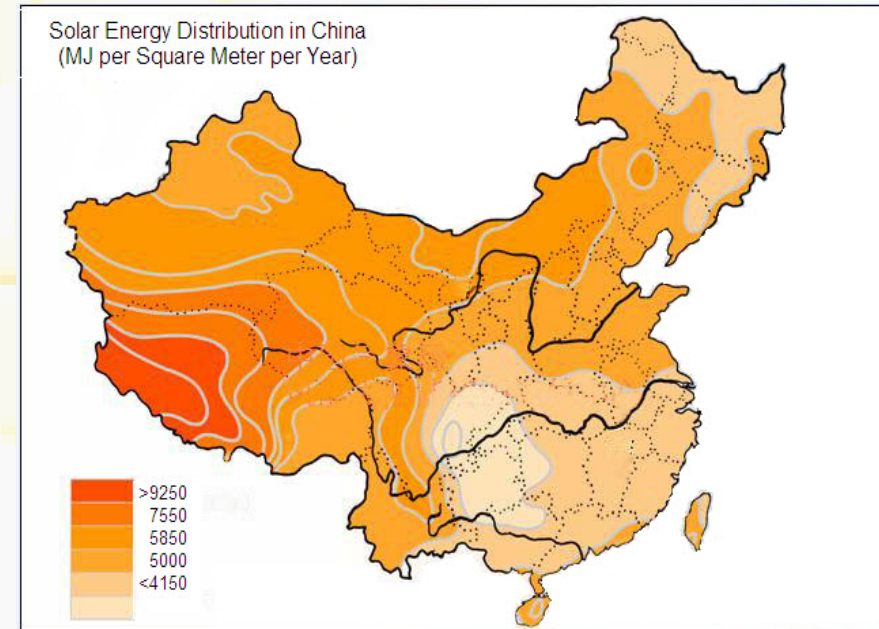 Solar Energy Distribution in China
(MJ per Square Meter per Year)
>9250
7550
5850
5000
<4150